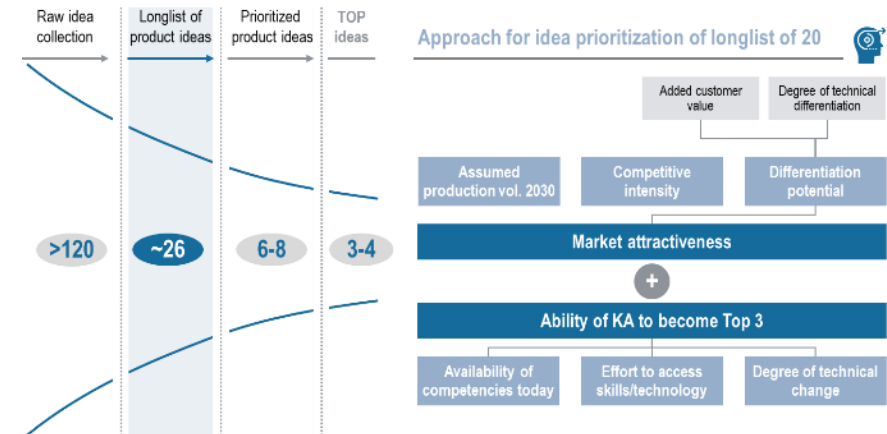 Raw idea
collection
Longlist of
product ideas
Prioritized
product ideas
TOP
ideas
>120
~26
6-8
3-4
Approach for idea prioritization of longlist of 20
Added customer
value
Degree of technical
differentiation
Assumed
production vol. 2030
Competitive
intensity
Differentiation
potential
Market attractiveness
+
Ability of KA to become Top 3
Availability of
competencies today
Effort to access
skills/technology
Degree of technical
change